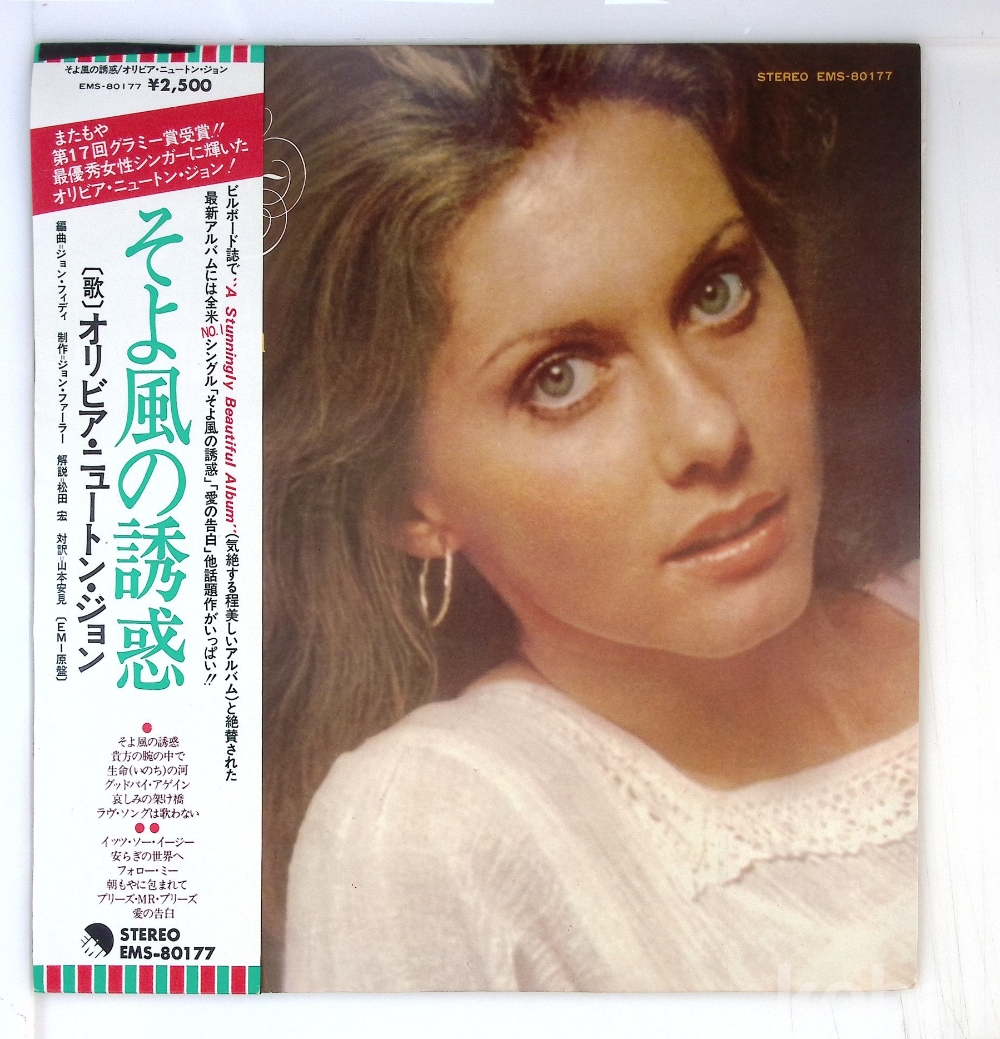 そよ風の誘惑/オリビア・ニュートン・ジョン
EMS-80177 ¥2,500
またもや
第17回グラミー賞受賞!!
最優秀女性シンガーに輝いた
オリビア・ニュートン・ジョン!
ビルボード誌で“A Stunningly Beautiful Album”(気絶する程美しいアルバム)と絶賛された
最新アルバムには全米NO.1シングル「そよ風の誘惑」「愛の告白」他話題作がいっぱい!!
そよ風の誘惑
〔歌〕オリビア・ニュートン・ジョン
編曲=ジョン・フィディ 制作=ジョン・ファーラー 解説=松田 宏 対訳=山本安見 〔EMI原盤〕
●
そよ風の誘惑
貴方の腕の中で
生命(いのち)の河
グッドバイ・アゲイン
哀しみの架け橋
ラヴ・ソングは歌わない
●●
イッツ・ソー・イージー
安らぎの世界へ
フォロー・ミー
朝もやに包まれて
プリーズ・MR・プリーズ
愛の告白
STEREO
EMS-80177
STEREO EMS-80177